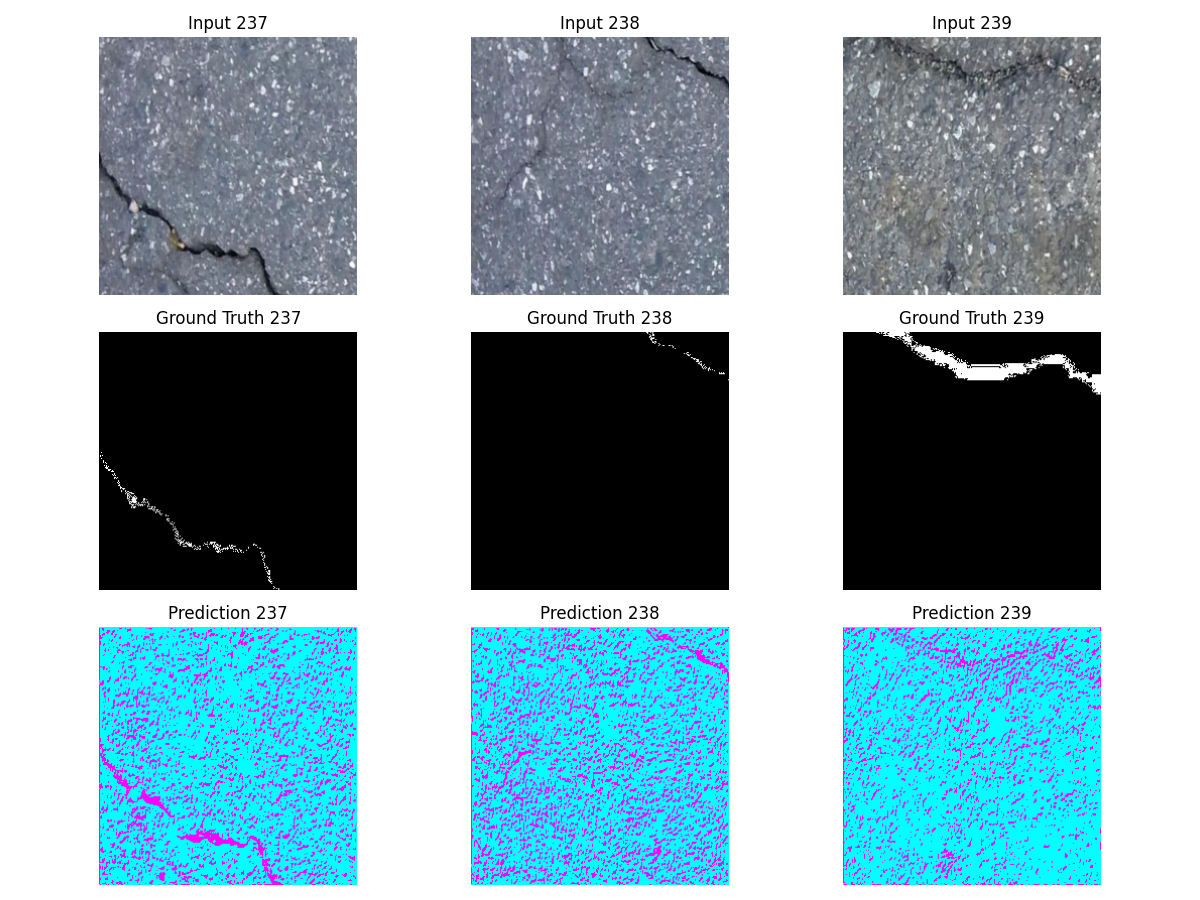 Input 237
Input 238
Input 239
Ground Truth 237
Ground Truth 238
Ground Truth 239
Prediction 237
Prediction 238
Prediction 239